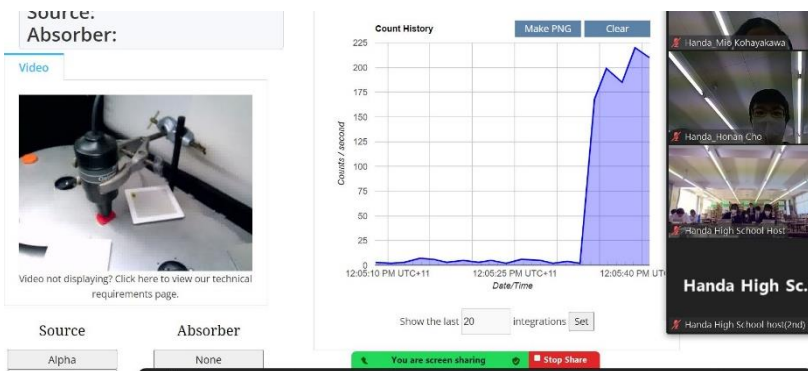 Source:
Absorber:
Video
Video not displaying? Click here to view our technical
requirements page.
Source
Absorber
Alpha
None
Count History
Make PNG
Clear
225
200
175
150
125
100
75
50
25
0
Counts / second
12:05:10 PM UTC+11
12:05:25 PM UTC+11
12:05:40 PM UT
Date/Time
Show the last 20 integrations Set
You are screen sharing
Stop Share
Handa_Mio Kohayakawa
Handa_Honan Cho
Handa High School Host
Handa High Sc...
Handa High School host(2nd)